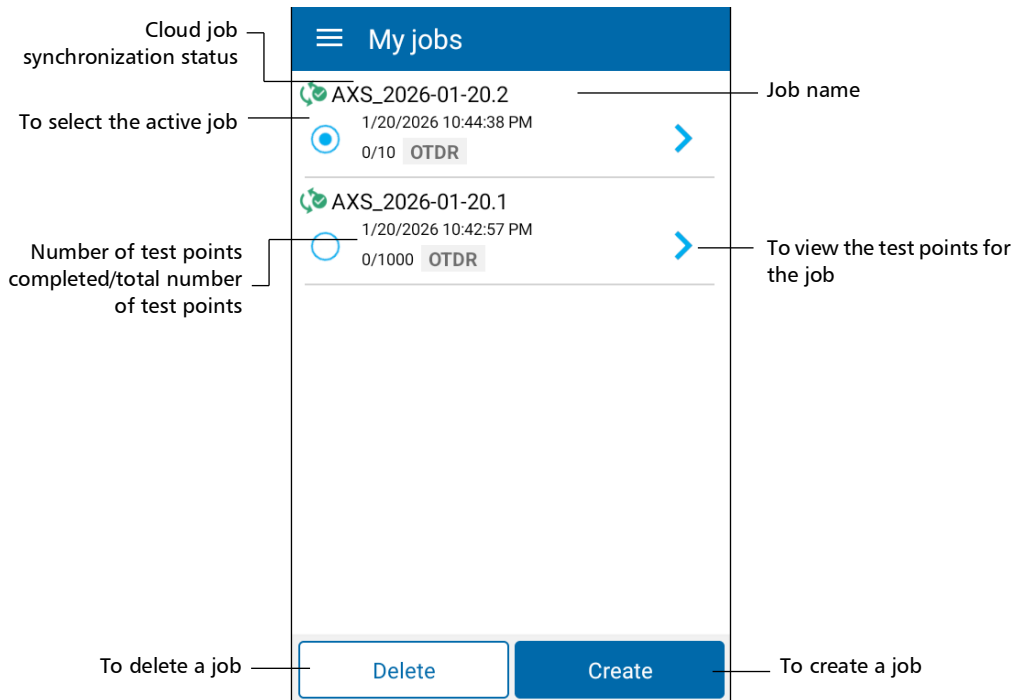 Cloud job
synchronization status
My jobs
AXS_2026-01-20.2
Job name
To select the active job
1/20/2026 10:44:38 PM
0/10 OTDR
AXS_2026-01-20.1
1/20/2026 10:42:57 PM
0/1000 OTDR
Number of test points
completed/total number
of test points
To view the test points for
the job
To delete a job
Delete
Create
To create a job